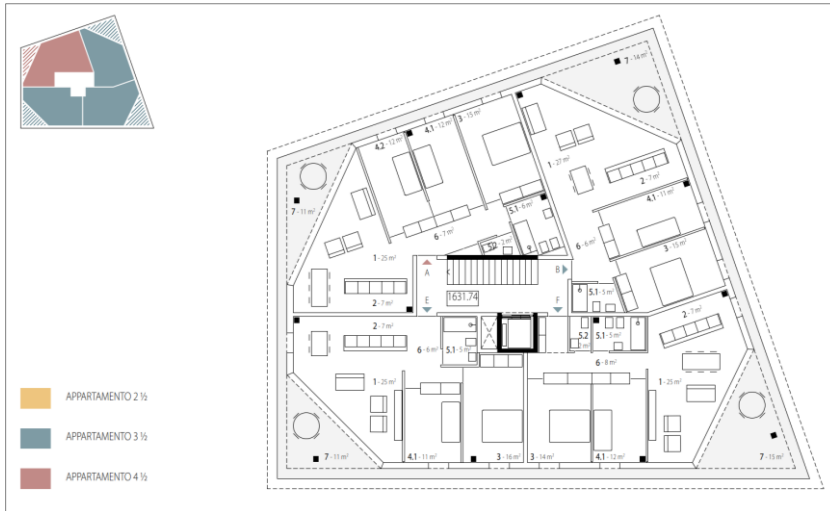 7 - 14 m²
4.2 - 12 m²
4.1 - 12 m²
3 - 15 m²
1 - 27 m²
2 - 7 m²
4.1 - 11 m²
5.1 - 6 m²
7 - 11 m²
6 - 7 m²
6 - 6 m²
3 - 15 m²
1 - 25 m²
A
B
5.1 - 5 m²
2 - 7 m²
1631.74
E
F
2 - 7 m²
2 - 7 m²
6 - 6 m²
5.1 - 5 m²
5.2
5.1 - 5 m²
6 - 8 m²
1 - 25 m²
1 - 25 m²
APPARTAMENTO 2 ½
APPARTAMENTO 3 ½
APPARTAMENTO 4 ½
7 - 11 m²
4.1 - 11 m²
3 - 16 m²
3 - 14 m²
4.1 - 12 m²
7 - 13 m²